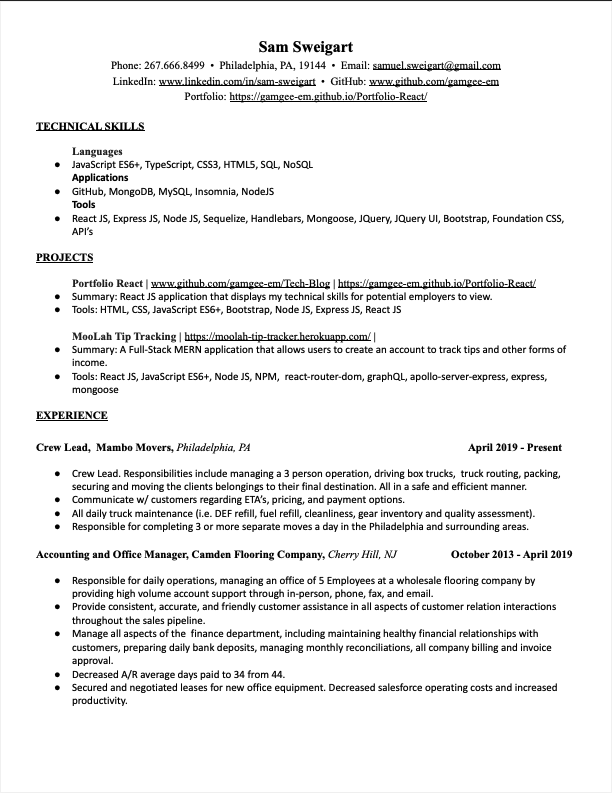 Sam Sweigart
Phone: 267.666.8499 • Philadelphia, PA, 19144 • Email: samuel.sweigart@gmail.com
LinkedIn: www.linkedin.com/in/sam-sweigart • GitHub: www.github.com/gamgee-em
Portfolio: https://gamgee-em.github.io/Portfolio-React/
TECHNICAL SKILLS
Languages
● JavaScript ES6+, TypeScript, CSS3, HTML5, SQL, NoSQL
Applications
● GitHub, MongoDB, MySQL, Insomnia, NodeJS
Tools
● React JS, Express JS, Node JS, Sequelize, Handlebars, Mongoose, JQuery, JQuery UI, Bootstrap, Foundation CSS,
API's
PROJECTS
Portfolio React | www.github.com/gamgee-em/Tech-Blog | https://gamgee-em.github.io/Portfolio-React/
● Summary: React JS application that displays my technical skills for potential employers to view.
● Tools: HTML, CSS, JavaScript ES6+, Bootstrap, Node JS, Express JS, React JS
MooLah Tip Tracking | https://moolah-tip-tracker.herokuapp.com/ |
● Summary: A Full-Stack MERN application that allows users to create an account to track tips and other forms of
income.
● Tools: React JS, JavaScript ES6+, Node JS, NPM, react-router-dom, graphQL, apollo-server-express, express,
mongoose
EXPERIENCE
Crew Lead, Mambo Movers, Philadelphia, PA April 2019 - Present
● Crew Lead. Responsibilities include managing a 3 person operation, driving box trucks, truck routing, packing,
securing and moving the clients belongings to their final destination. All in a safe and efficient manner.
● Communicate w/ customers regarding ETA's, pricing, and payment options.
● All daily truck maintenance (i.e. DEF refill, fuel refill, cleanliness, gear inventory and quality assessment).
● Responsible for completing 3 or more separate moves a day in the Philadelphia and surrounding areas.
Accounting and Office Manager, Camden Flooring Company, Cherry Hill, NJ October 2013 - April 2019
● Responsible for daily operations, managing an office of 5 Employees at a wholesale flooring company by
providing high volume account support through in-person, phone, fax, and email.
● Provide consistent, accurate, and friendly customer assistance in all aspects of customer relation interactions
throughout the sales pipeline.
● Manage all aspects of the finance department, including maintaining healthy financial relationships with
customers, preparing daily bank deposits, managing monthly reconciliations, all company billing and invoice
approval.
● Decreased A/R average days paid to 34 from 44.
● Secured and negotiated leases for new office equipment. Decreased salesforce operating costs and increased
productivity.